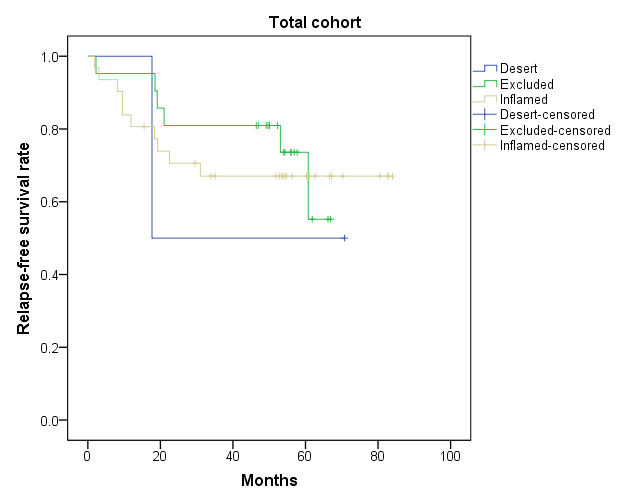 Total cohort
Relapse-free survival rate
1.0
0.8
0.6
0.4
0.2
0.0
0
20
40
60
80
100
Months
Desert
Excluded
Inflamed
Desert-censored
Excluded-censored
Inflamed-censored